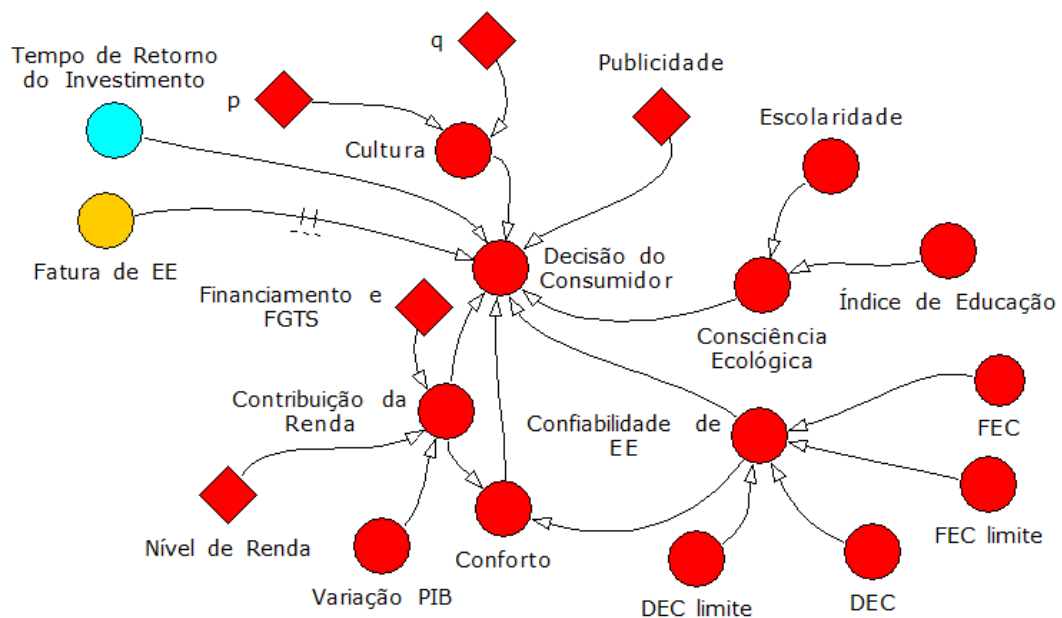 q
Tempo de Retorno
do Investimento
Publicidade
p
Escolaridade
Cultura
Fatura de EE
Decisão do
Consumidor
Índice de Educação
Financiamento e
FGTS
Consciência
Ecológica
Contribuição da
Renda
Confiabilidade de
EE
FEC
FEC limite
Nível de Renda
Conforto
Variação PIB
DEC limite
DEC